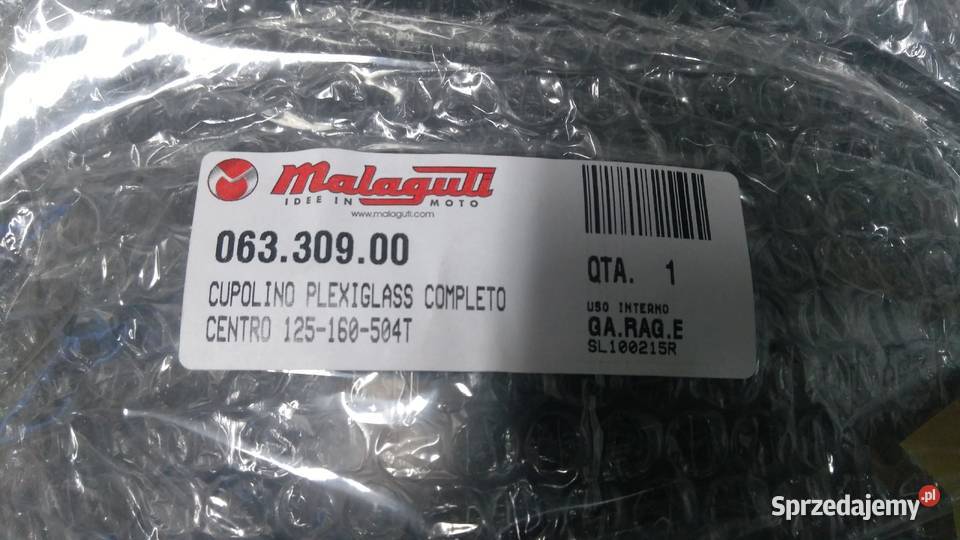 Malaguti
IDEE IN MOTO
www.malaguti.com
063.309.00
CUPOLINO PLEXIGLASS COMPLETO
CENTRO 125-160-504T
QTA. 1
USO INTERNO
GA.RAG.E
SL100215R
Sprzedajemy.pl